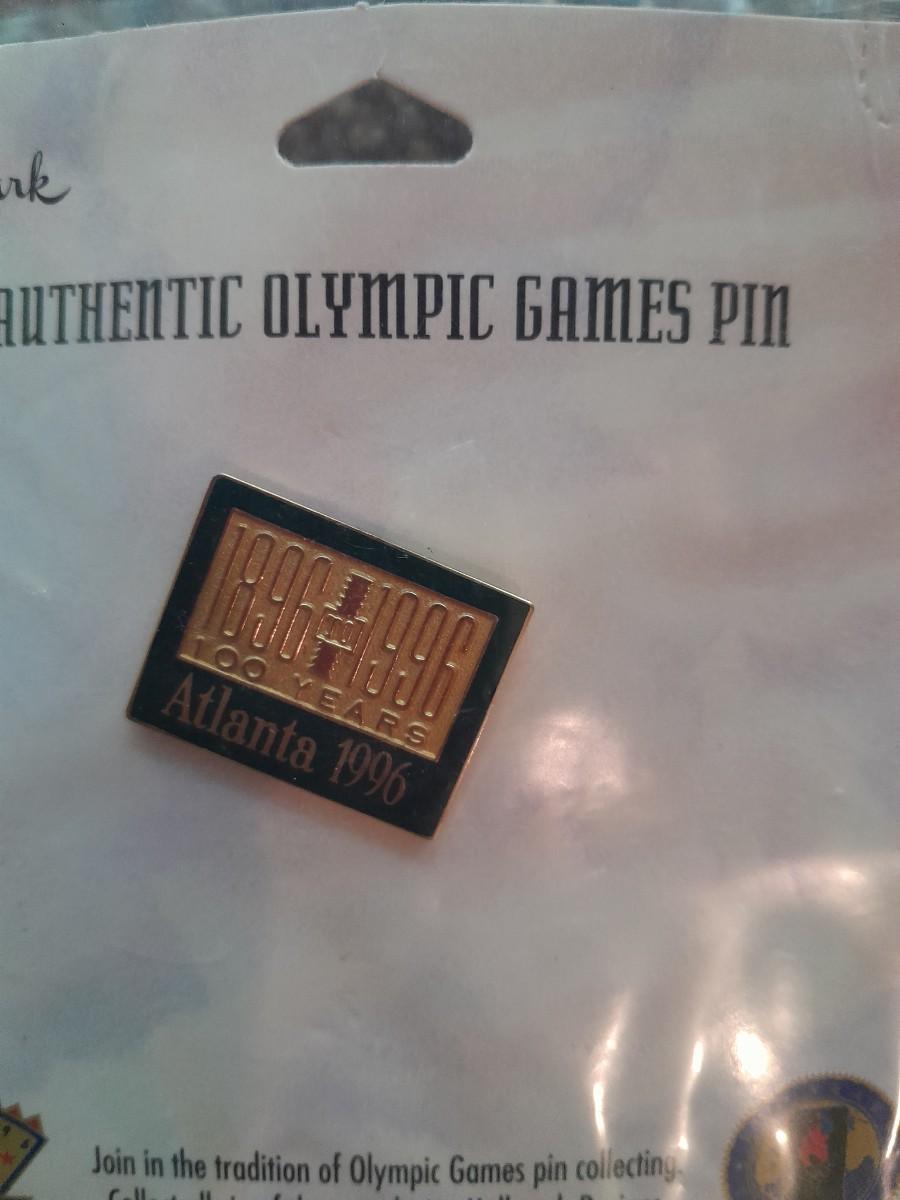 ark
AUTHENTIC OLYMPIC GAMES PIN
1896 1996
100 YEARS
Atlanta 1996
Join in the tradition of Olympic Games pin collecting.